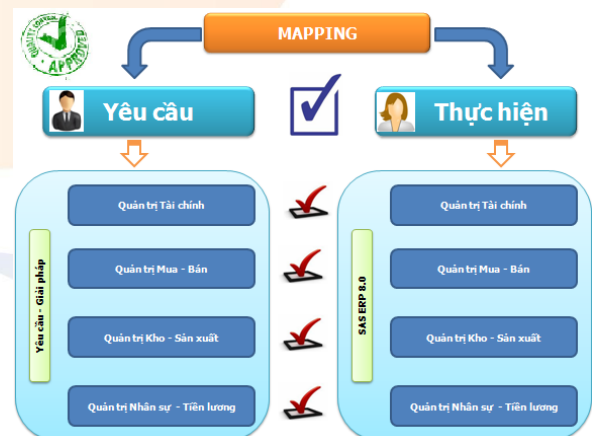 MAPPING
APPROVED
Yêu cầu
Thực hiện
Yêu cầu - Giải pháp
Quản trị Tài chính
Quản trị Mua - Bán
Quản trị Kho - Sản xuất
Quản trị Nhân sự - Tiền lương
SAS ERP 8.0
Quản trị Tài chính
Quản trị Mua - Bán
Quản trị Kho - Sản xuất
Quản trị Nhân sự - Tiền lương